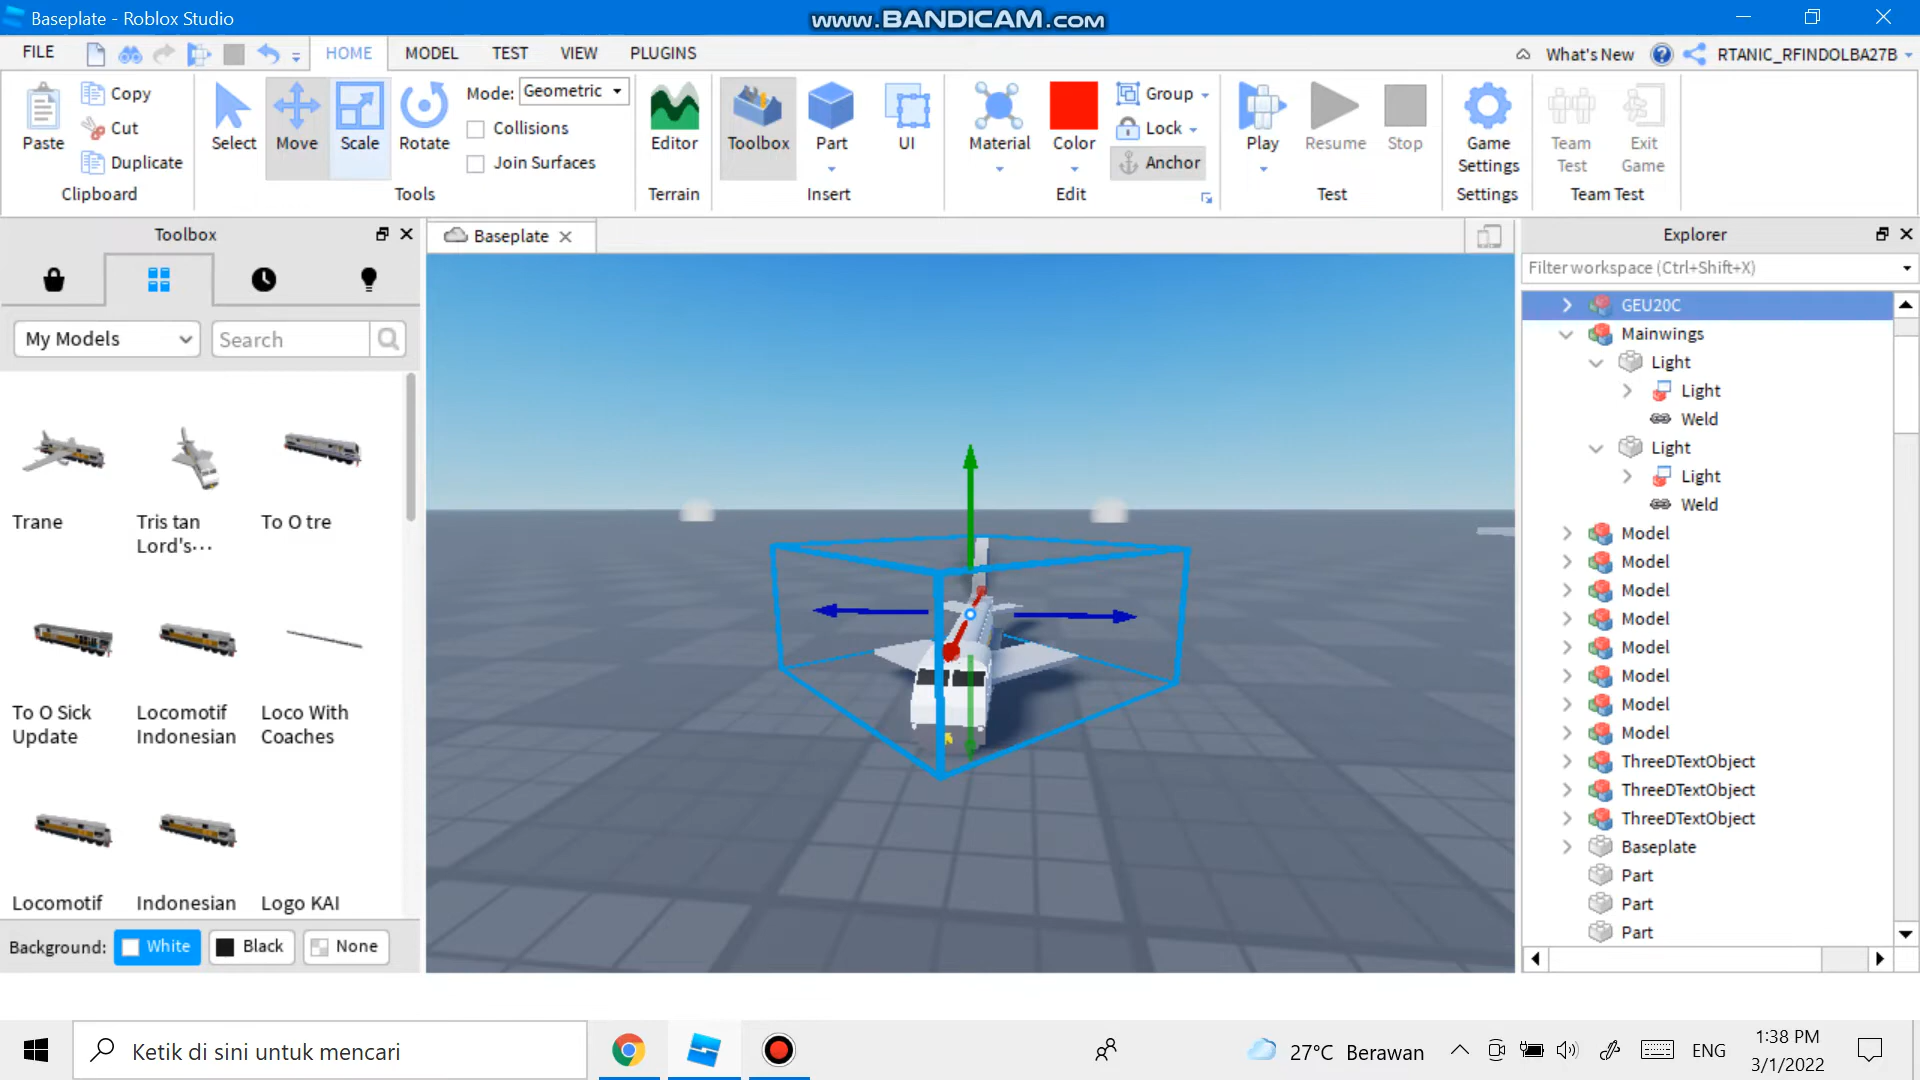 Baseplate - Roblox Studio
www.BANDICAM.com
FILE
HOME
MODEL
TEST
VIEW
PLUGINS
What's New
RTANIC_RFINDOLBA27B
Paste
Copy
Cut
Duplicate
Clipboard
Select
Move
Scale
Rotate
Mode: Geometric
Collisions
Join Surfaces
Tools
Editor
Terrain
Toolbox
Part
UI
Insert
Material
Color
Group
Lock
Anchor
Edit
Play
Resume
Stop
Test
Game
Settings
Settings
Team
Test
Exit
Game
Team Test
Toolbox
My Models
Search
Trane
Tris tan
Lord's...
To O tre
To O Sick
Update
Locomotif
Indonesian
Loco With
Coaches
Locomotif
Indonesian
Logo KAI
Background: White Black None
Baseplate
Explorer
Filter workspace (Ctrl+Shift+X)
GEU20C
Mainwings
Light
Light
Weld
Light
Light
Weld
Model
Model
Model
Model
Model
Model
Model
Model
ThreeDTextObject
ThreeDTextObject
ThreeDTextObject
Baseplate
Part
Part
Part
Ketik di sini untuk mencari
27°C Berawan
ENG
1:38 PM
3/1/2022